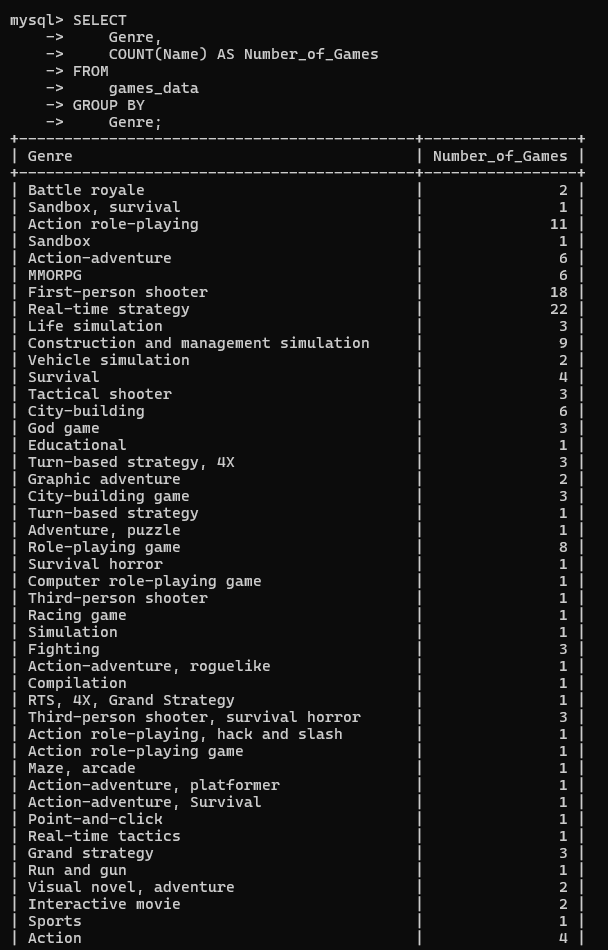 mysql> SELECT
    ->     Genre,
    ->     COUNT(Name) AS Number_of_Games
    -> FROM
    ->     games_data
    -> GROUP BY
    ->     Genre;
+--------------------------------------------+-----------------+
| Genre                                      | Number_of_Games |
+--------------------------------------------+-----------------+
| Battle royale                              |               2 |
| Sandbox, survival                          |               1 |
| Action role-playing                        |              11 |
| Sandbox                                    |               1 |
| Action-adventure                           |               6 |
| MMORPG                                     |               6 |
| First-person shooter                       |              18 |
| Real-time strategy                         |              22 |
| Life simulation                            |               3 |
| Construction and management simulation     |               9 |
| Vehicle simulation                         |               2 |
| Survival                                   |               4 |
| Tactical shooter                           |               3 |
| City-building                              |               6 |
| God game                                   |               3 |
| Educational                                |               1 |
| Turn-based strategy, 4X                    |               3 |
| Graphic adventure                          |               2 |
| City-building game                         |               3 |
| Turn-based strategy                        |               1 |
| Adventure, puzzle                          |               1 |
| Role-playing game                          |               8 |
| Survival horror                            |               1 |
| Computer role-playing game                 |               1 |
| Third-person shooter                       |               1 |
| Racing game                                |               1 |
| Simulation                                 |               1 |
| Fighting                                   |               3 |
| Action-adventure, roguelike                |               1 |
| Compilation                                |               1 |
| RTS, 4X, Grand Strategy                    |               1 |
| Third-person shooter, survival horror      |               3 |
| Action role-playing, hack and slash        |               1 |
| Action role-playing game                   |               1 |
| Maze, arcade                               |               1 |
| Action-adventure, platformer               |               1 |
| Action-adventure, Survival                 |               1 |
| Point-and-click                            |               1 |
| Real-time tactics                          |               1 |
| Grand strategy                             |               3 |
| Run and gun                                |               1 |
| Visual novel, adventure                    |               2 |
| Interactive movie                          |               2 |
| Sports                                     |               1 |
| Action                                     |               4 |